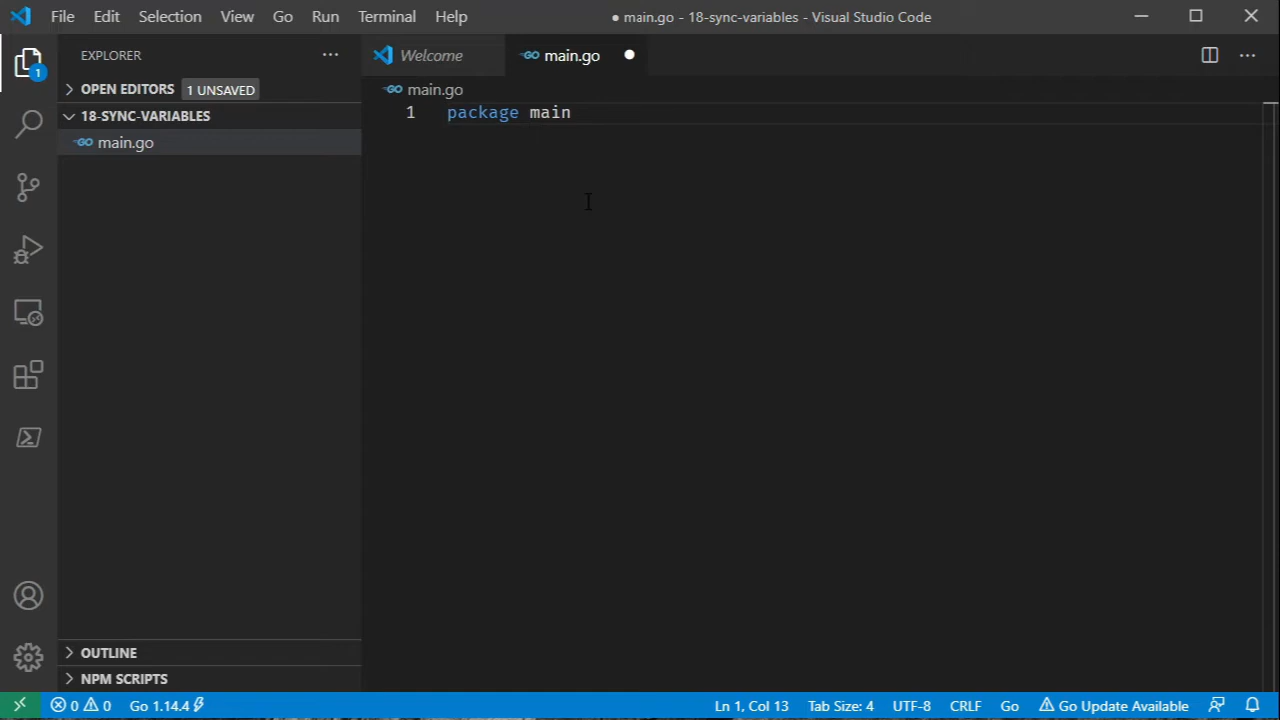 File Edit Selection View Go Run Terminal Help ● main.go - 18-sync-variables - Visual Studio Code
EXPLORER
Welcome
main.go
OPEN EDITORS 1 UNSAVED
main.go
18-SYNC-VARIABLES
main.go
1 package main
1
OUTLINE
NPM SCRIPTS
0 0 Go 1.14.4 Ln 1, Col 13 Tab Size: 4 UTF-8 CRLF Go Go Update Available